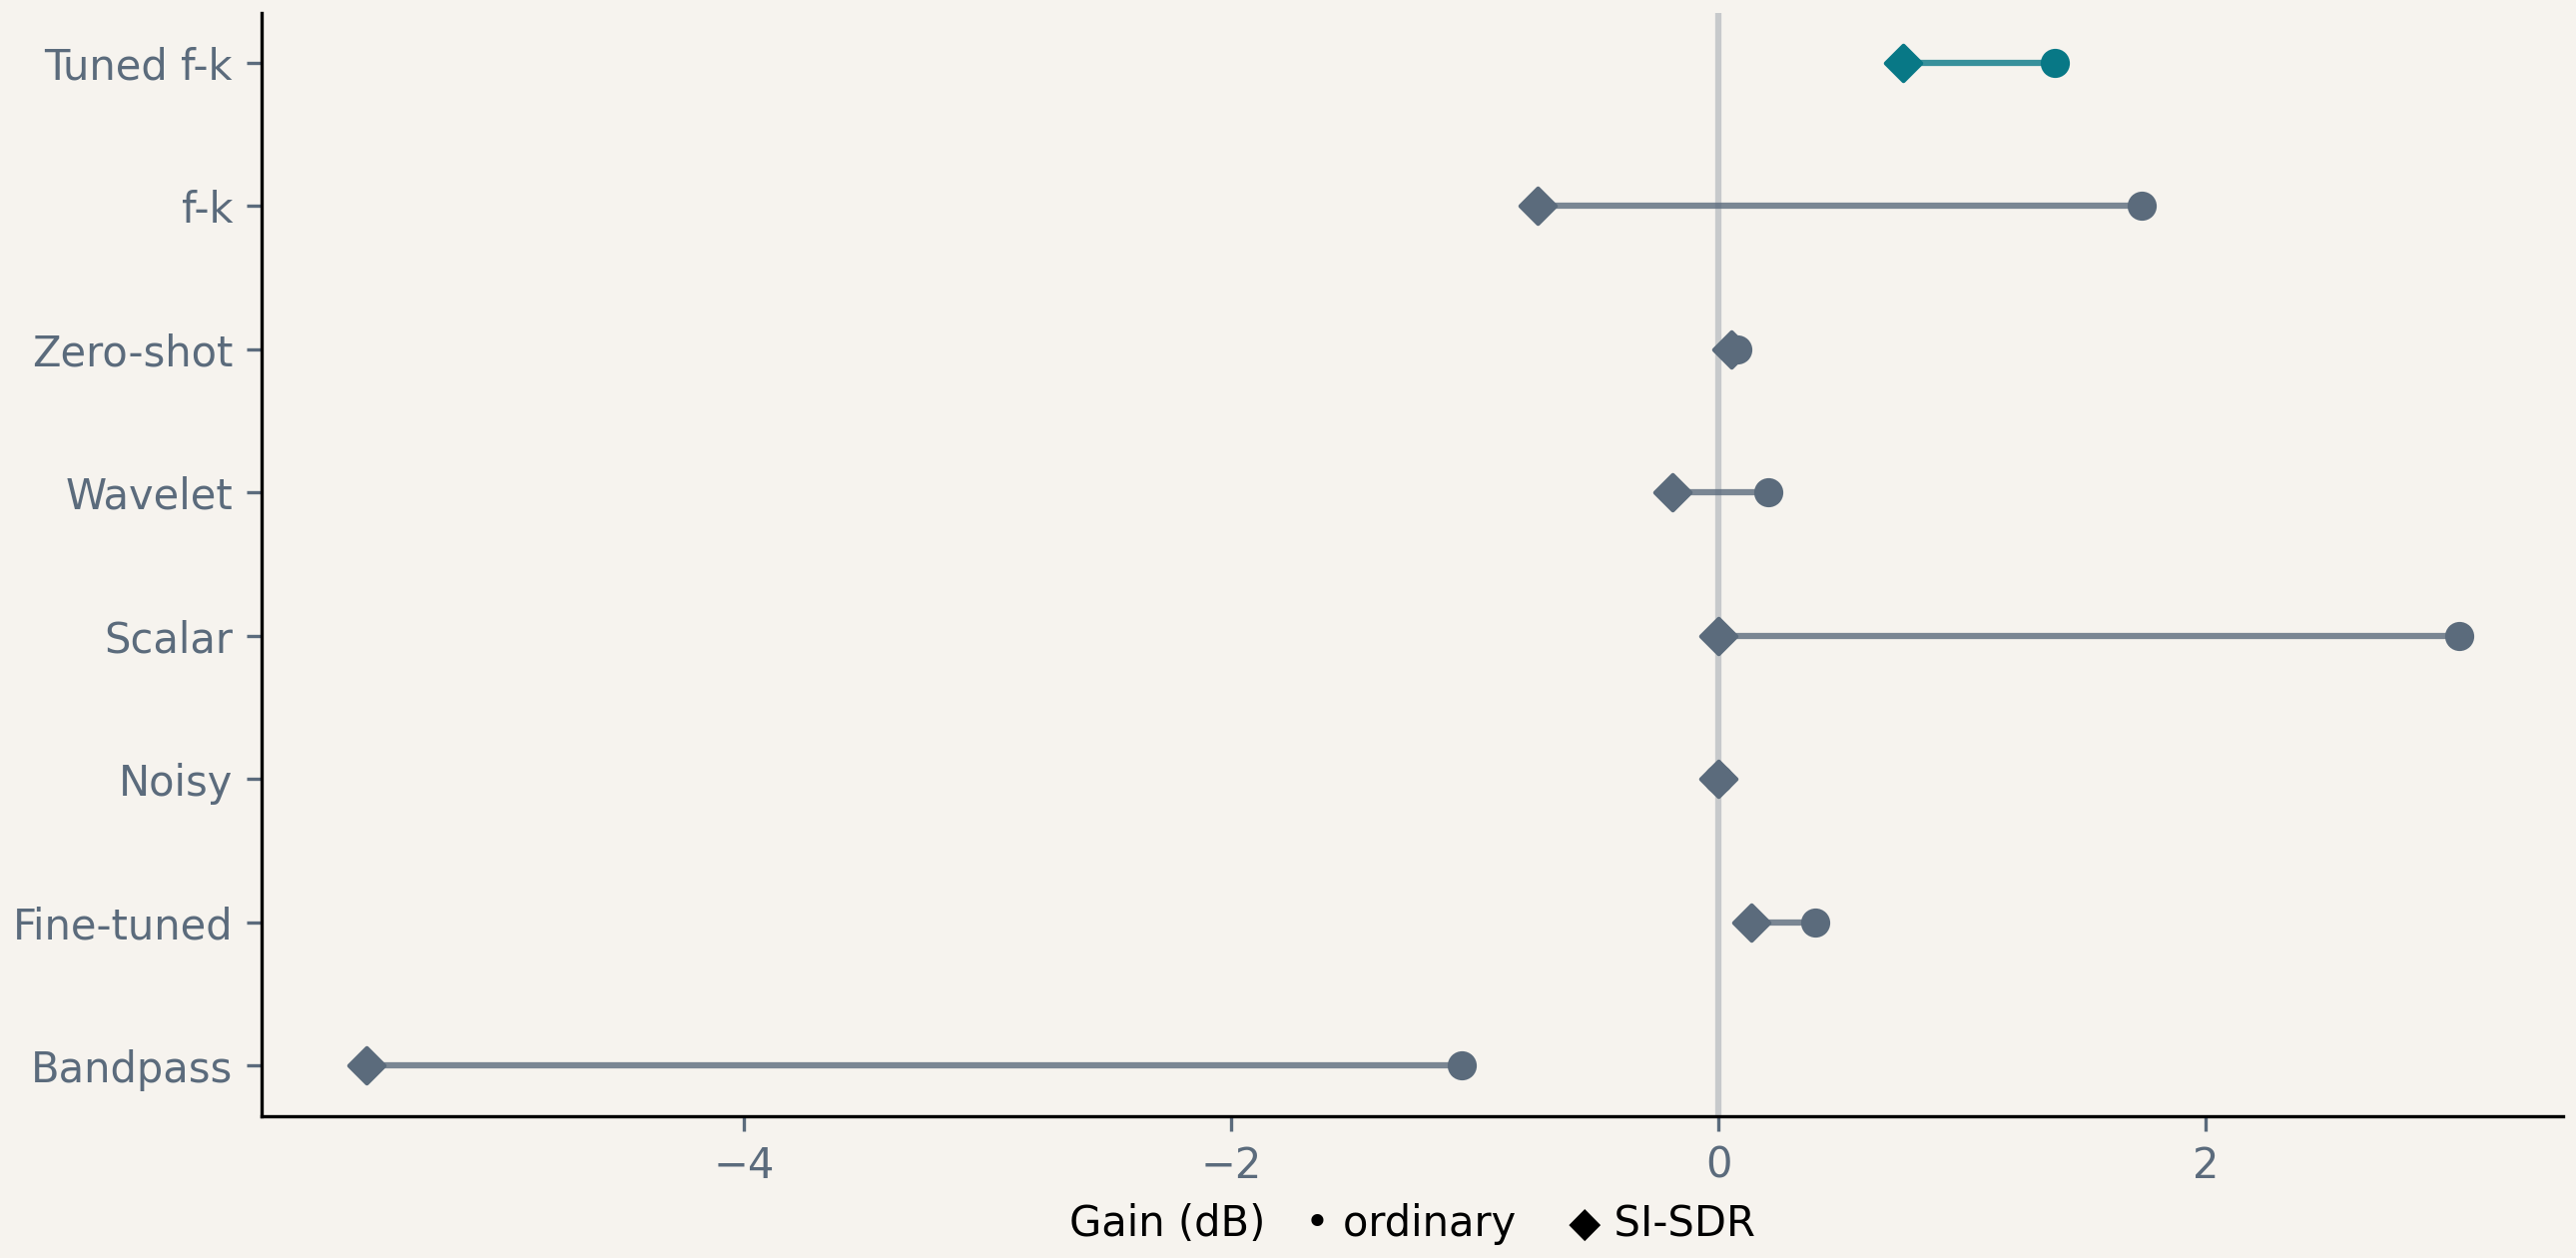 Tuned f-k
f-k
Zero-shot
Wavelet
Scalar
Noisy
Fine-tuned
Bandpass
−4 −2 0 2
Gain (dB) • ordinary ◆ SI-SDR